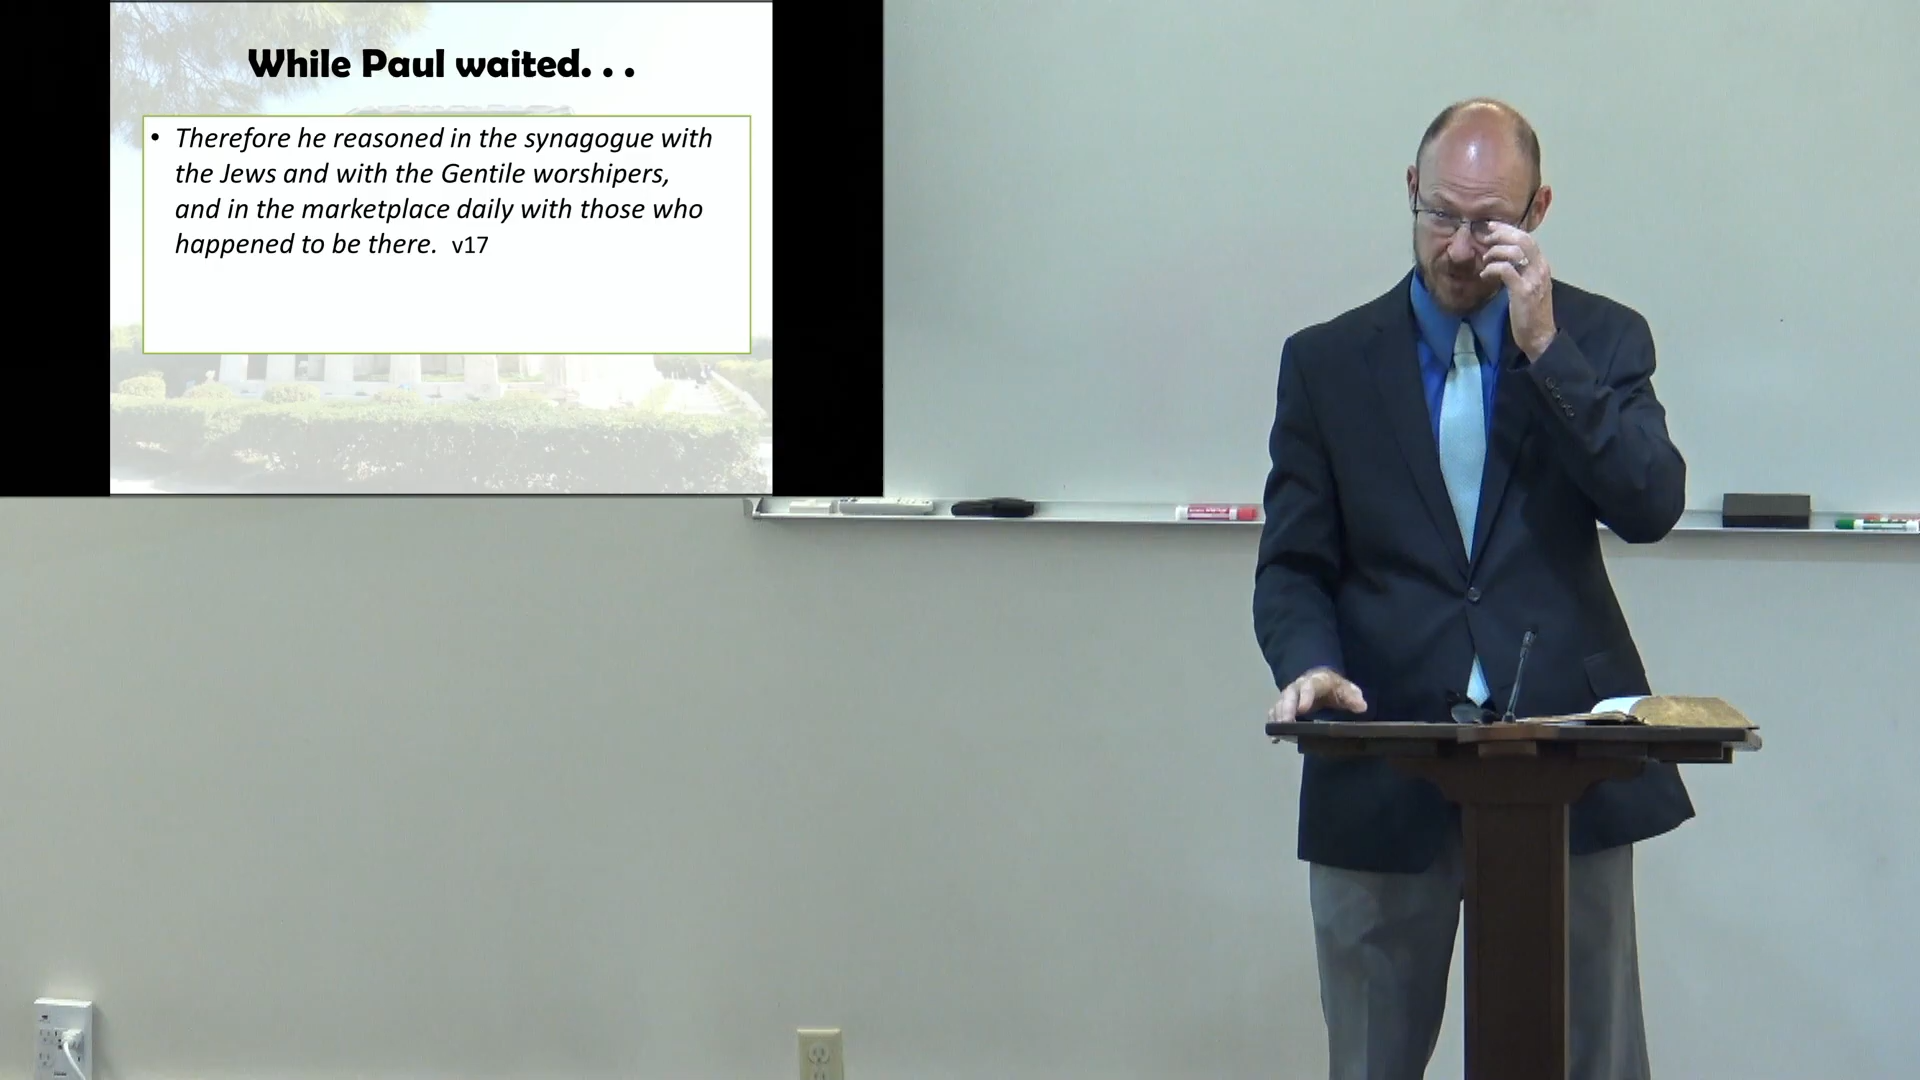 While Paul waited. . .
• Therefore he reasoned in the synagogue with
the Jews and with the Gentile worshipers,
and in the marketplace daily with those who
happened to be there. v17